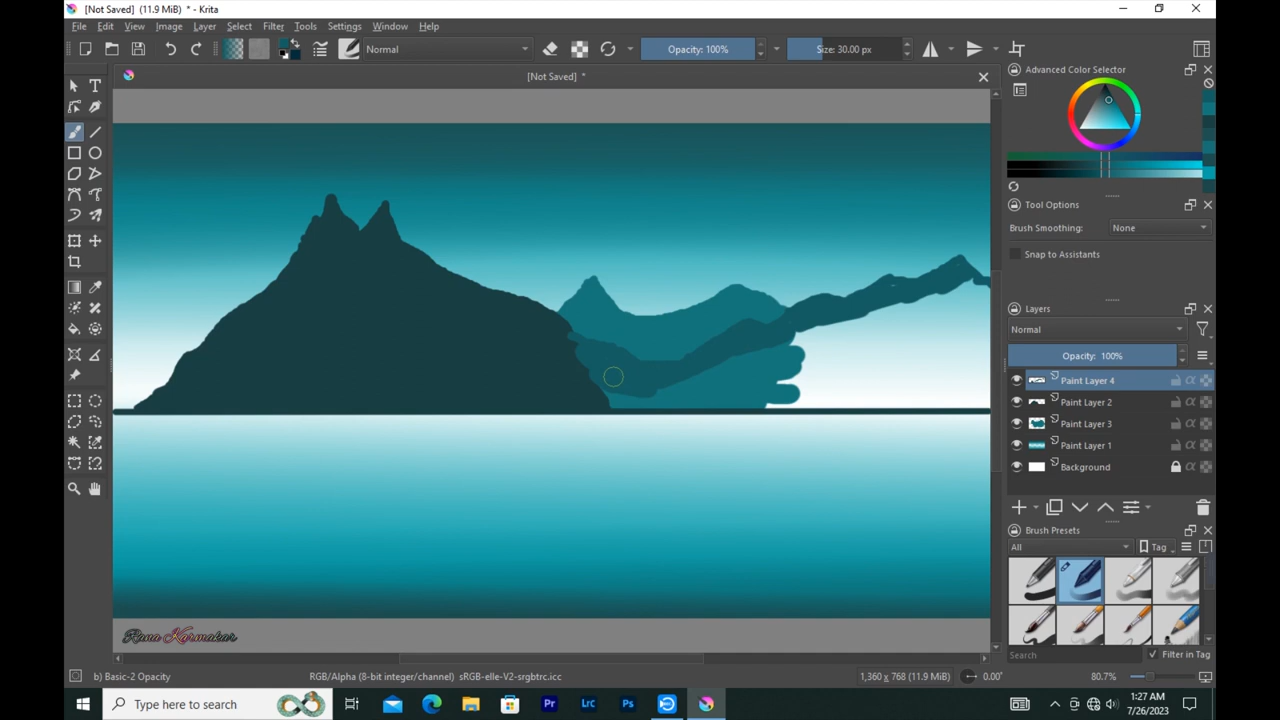 [Not Saved] (11.9 MiB) * - Krita
File Edit View Image Layer Select Filter Tools Settings Window Help
Normal
Opacity: 100%
Size: 30.00 px
[Not Saved] *
Advanced Color Selector
Tool Options
Brush Smoothing: None
Snap to Assistants
Layers
Normal
Opacity: 100%
Paint Layer 4
Paint Layer 2
Paint Layer 3
Paint Layer 1
Background
Brush Presets
All
Tag
Search
Filter in Tag
Rana Karmakar
b) Basic-2 Opacity
RGB/Alpha (8-bit integer/channel) sRGB-elle-V2-srgbtrc.icc
1,360 x 768 (11.9 MiB)
0.00°
80.7%
Type here to search
Pr
Lrc
Ps
1:27 AM
7/26/2023